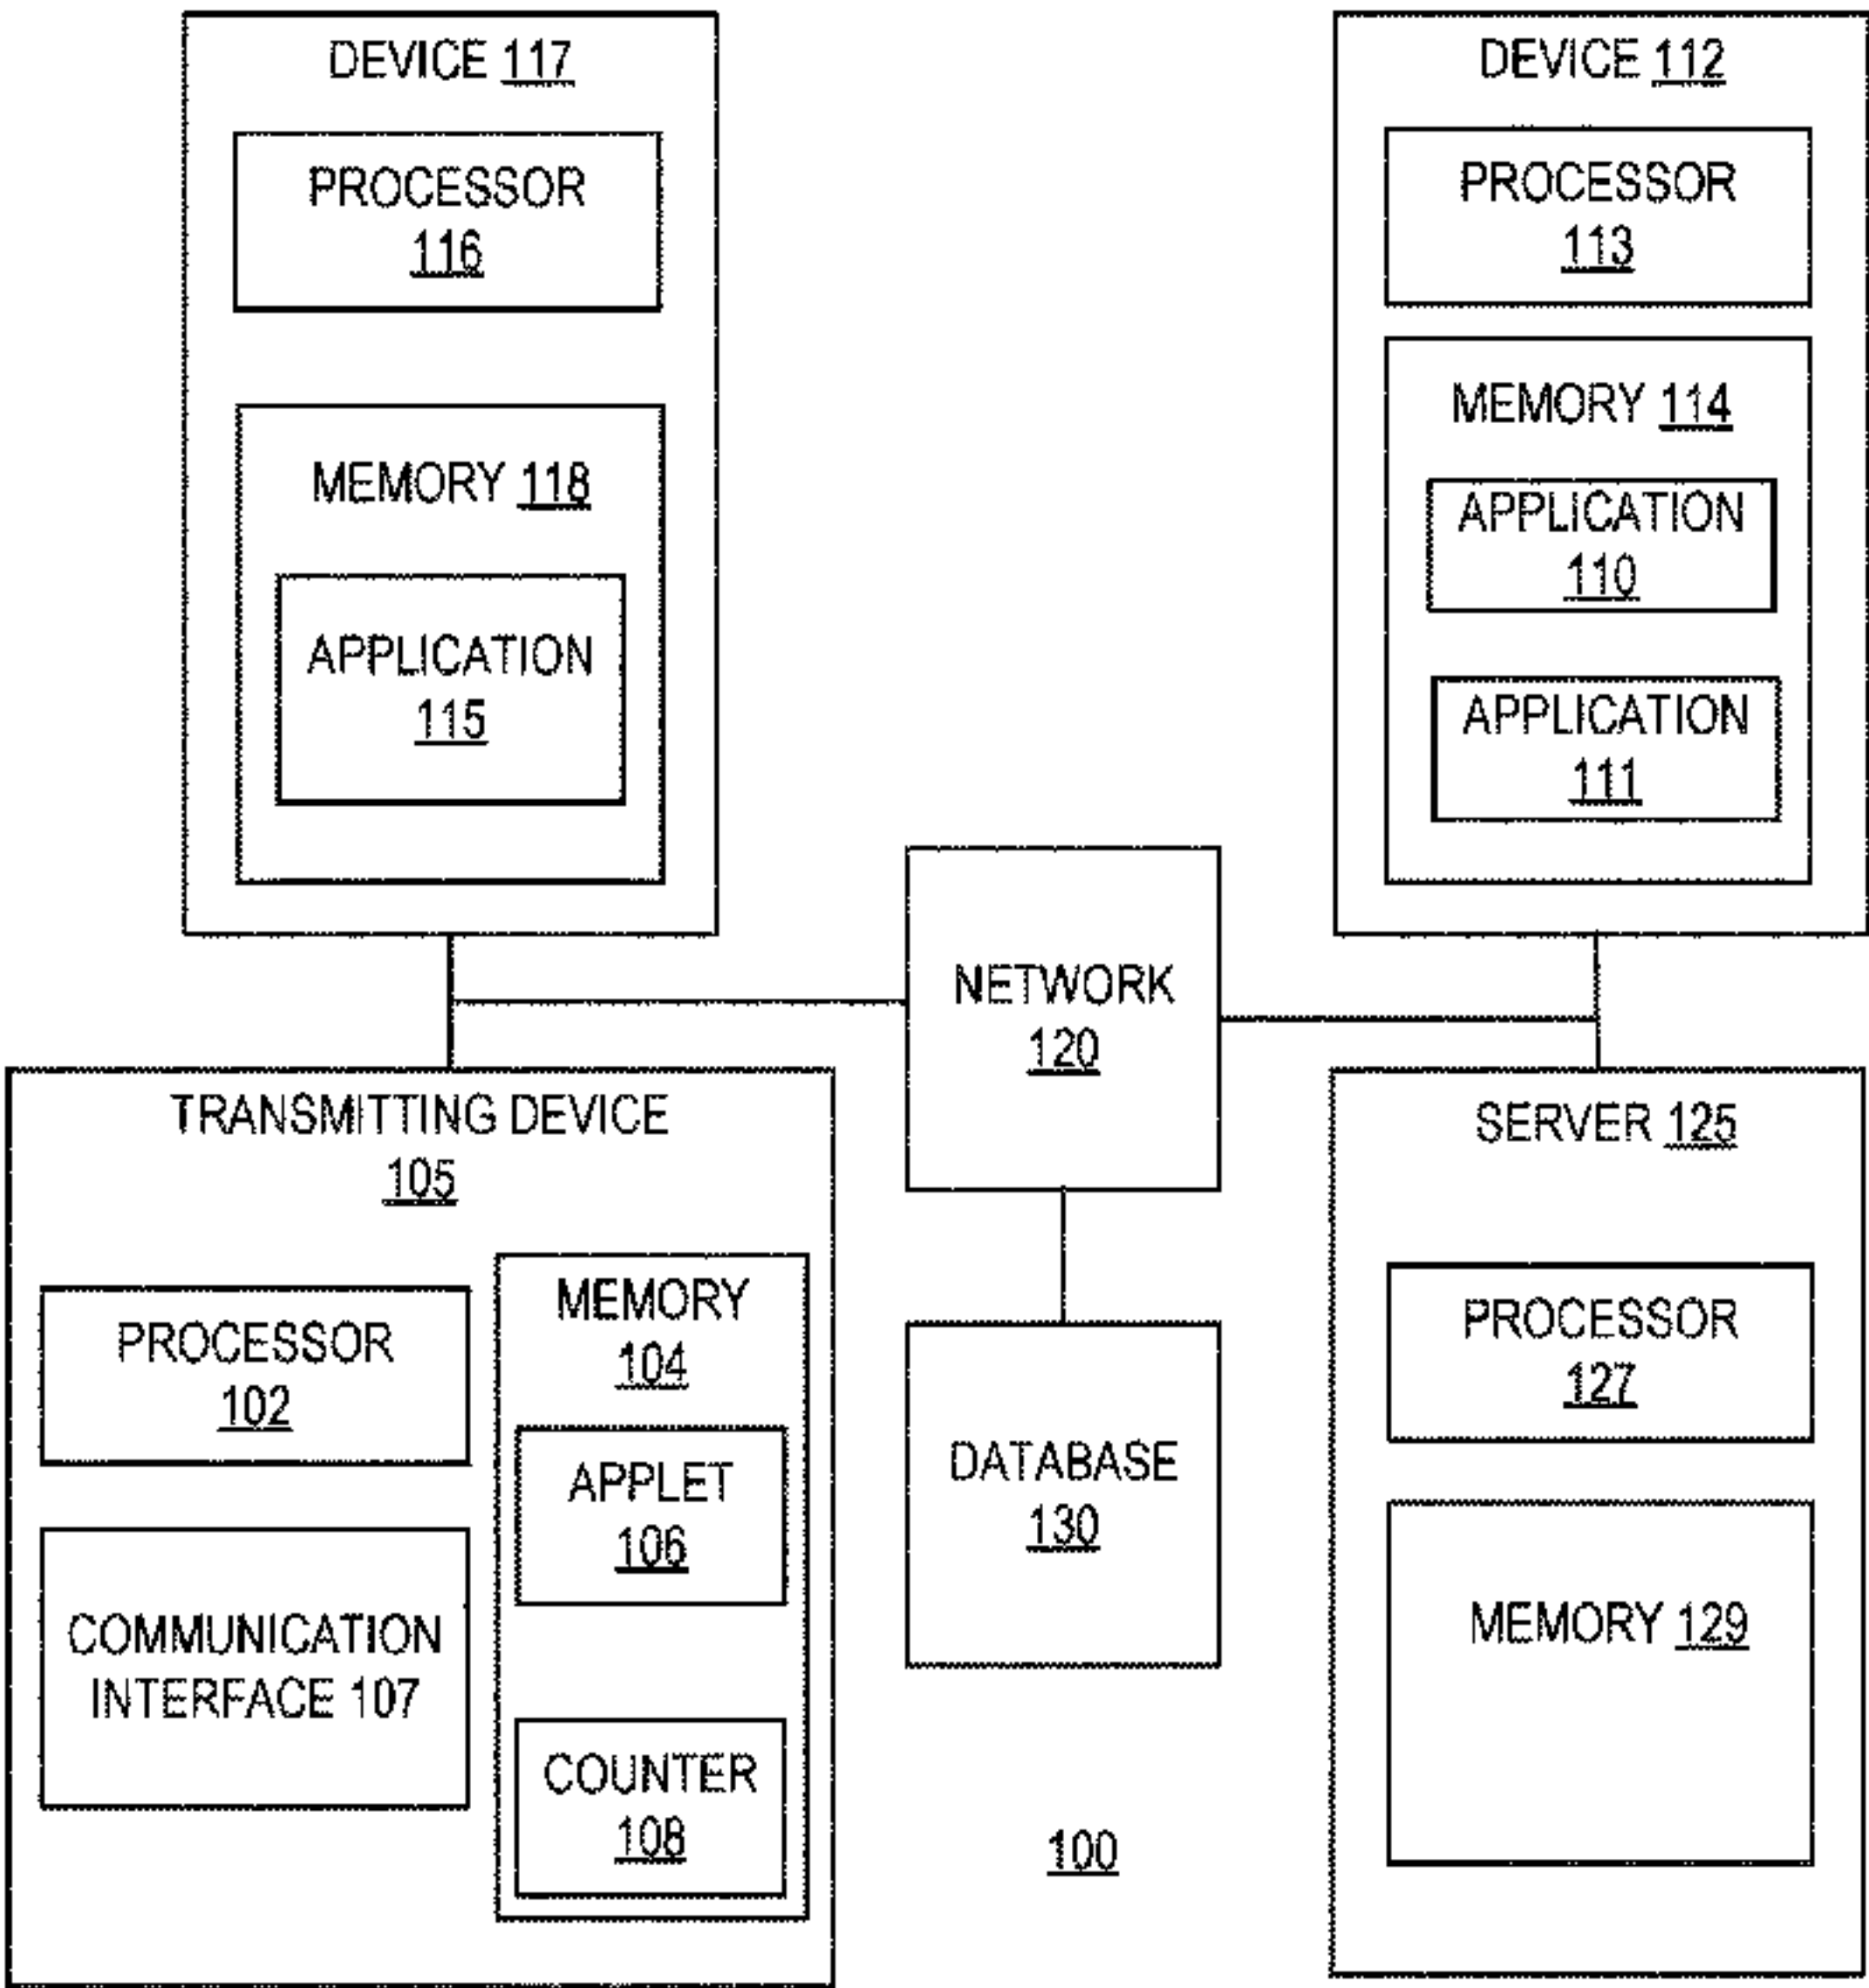 DEVICE 117
PROCESSOR
116
MEMORY 118
APPLICATION
115
DEVICE 112
PROCESSOR
113
MEMORY 114
APPLICATION
110
APPLICATION
111
NETWORK
120
TRANSMITTING DEVICE
105
PROCESSOR
102
COMMUNICATION
INTERFACE 107
MEMORY
104
APPLET
106
COUNTER
108
DATABASE
130
100
SERVER 125
PROCESSOR
127
MEMORY 129